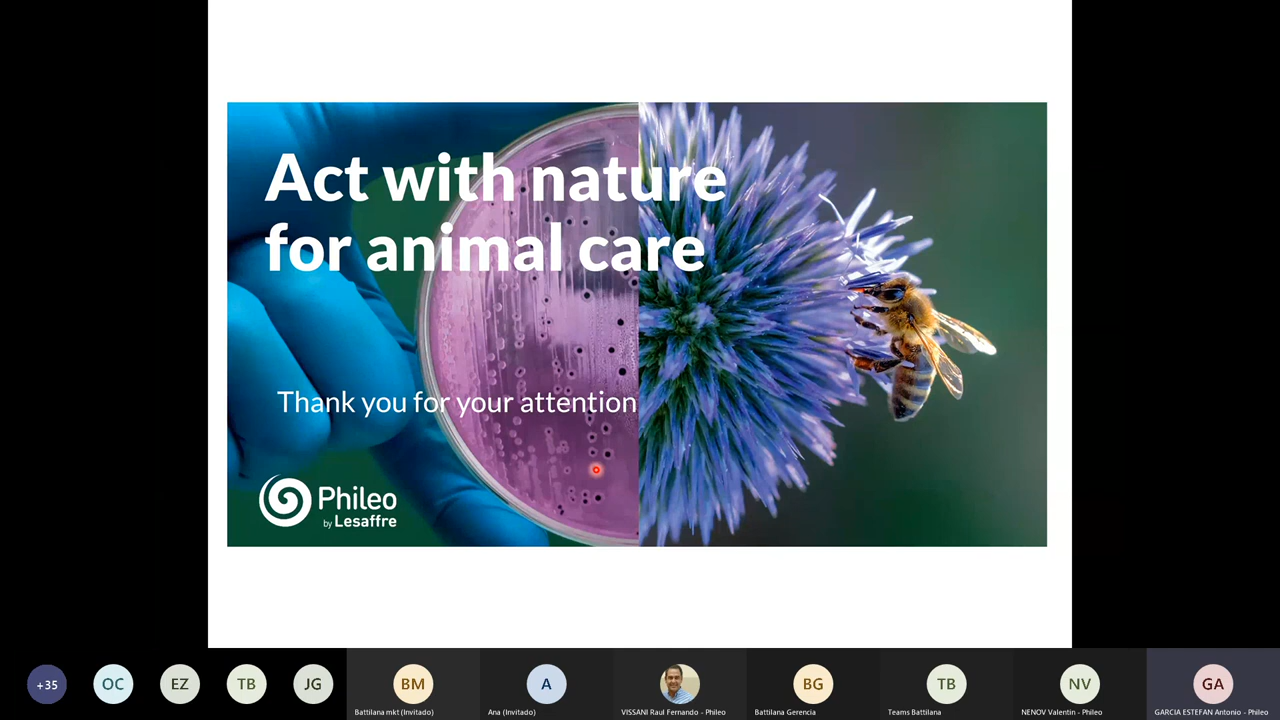 Act with nature
for animal care
Thank you for your attention
Phileo
by Lesaffre
+35
OC
EZ
TB
JG
BM
A
BG
TB
NV
GA
Battilana mkt (Invitado)
Ana (Invitado)
VISSANI Raul Fernando - Phileo
Battilana Gerencia
Teams Battilana
NENOV Valentin - Phileo
GARCIA ESTEFAN Antonio - Phileo